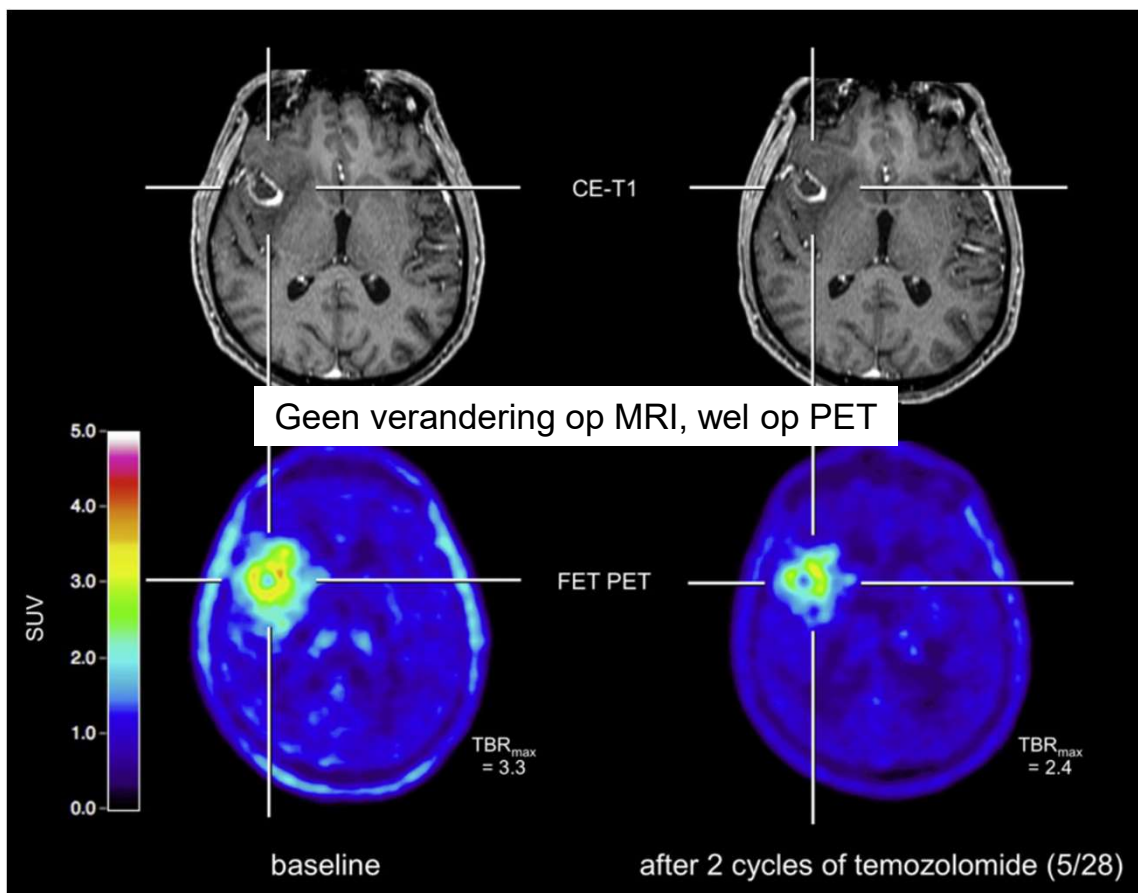 CE-T1
Geen verandering op MRI, wel op PET
5.0
4.0
3.0
2.0
1.0
0.0
SUV
FET PET
TBRmax
= 3.3
TBRmax
= 2.4
baseline
after 2 cycles of temozolomide (5/28)